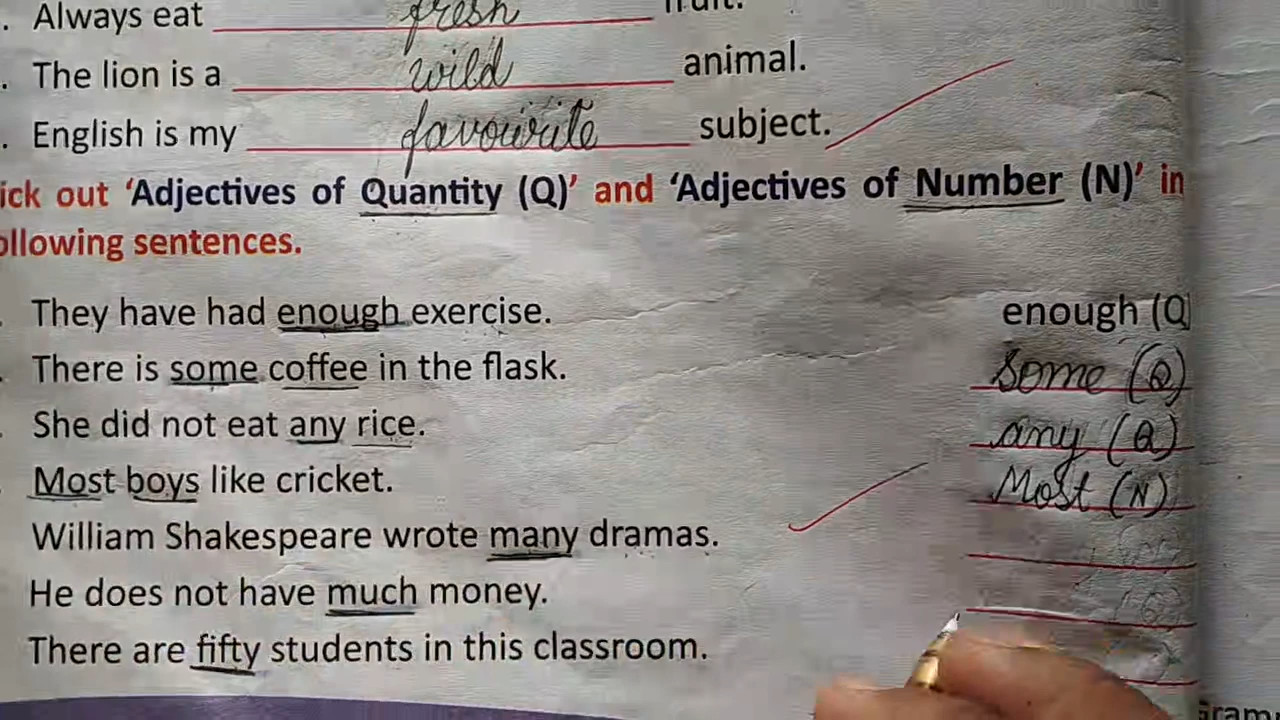 . Always eat fresh fruit.
. The lion is a wild animal.
. English is my favourite subject.
ick out 'Adjectives of Quantity (Q)' and 'Adjectives of Number (N)' in
ollowing sentences.
They have had enough exercise. enough (Q
There is some coffee in the flask. Some (Q)
She did not eat any rice. any (Q)
Most boys like cricket. Most (N)
William Shakespeare wrote many dramas.
He does not have much money.
There are fifty students in this classroom.
Gram